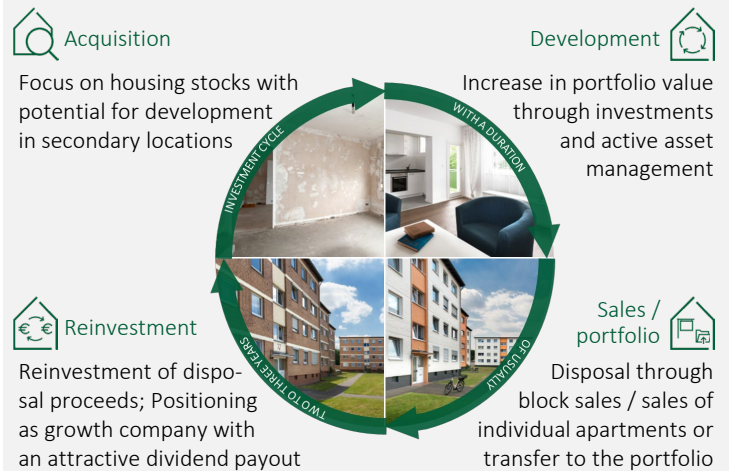 Acquisition
Focus on housing stocks with
potential for development
in secondary locations
Development
Increase in portfolio value
through investments
and active asset
management
INVESTMENT CYCLE
WITH A DURATION
OF USUALLY
TWO TO THREE YEARS
Sales /
portfolio
Disposal through
block sales / sales of
individual apartments or
transfer to the portfolio
€ €
Reinvestment
Reinvestment of dispo-
sal proceeds; Positioning
as growth company with
an attractive dividend payout